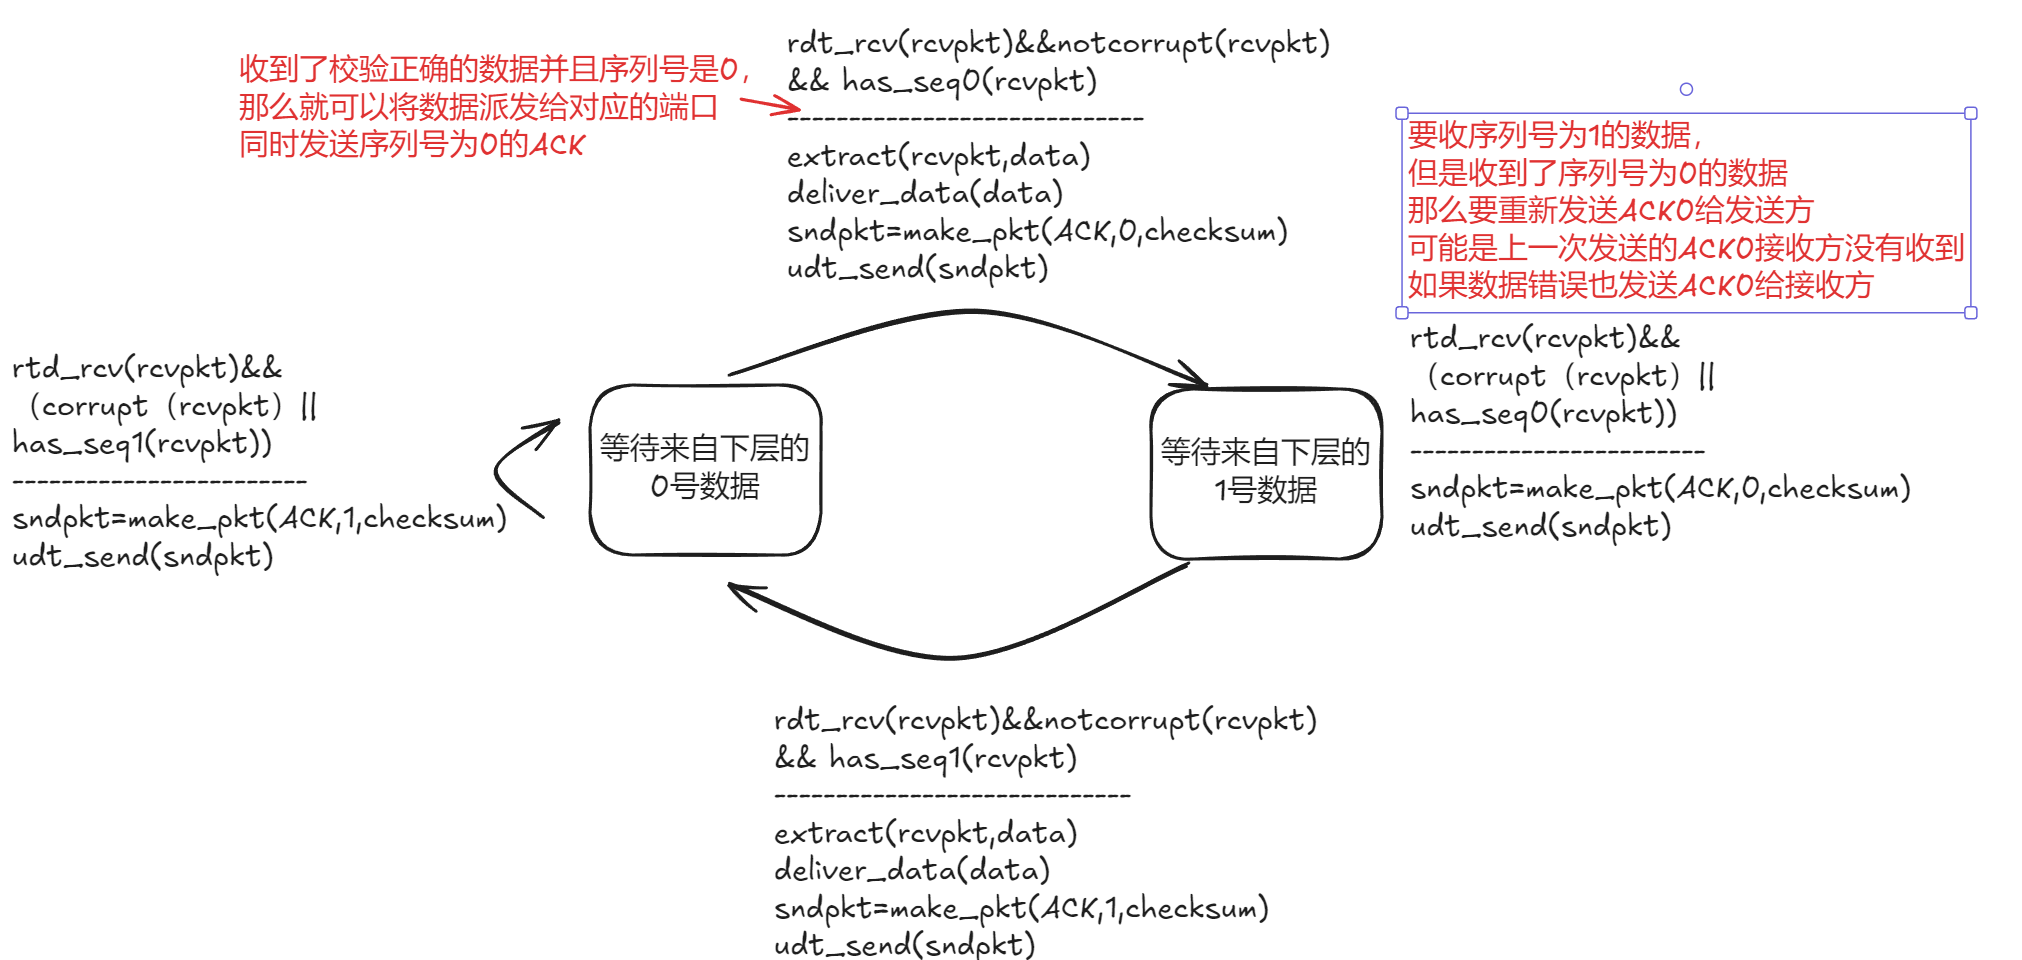 收到了校验正确的数据并且序列号是0，
那么就可以将数据派发给对应的端口
同时发送序列号为0的ACK
rdt_rcv(rcvpkt)&&notcorrupt(rcvpkt)
&& has_seq0(rcvpkt)
-----------------------------
extract(rcvpkt,data)
deliver_data(data)
sndpkt=make_pkt(ACK,0,checksum)
udt_send(sndpkt)
要收序列号为1的数据，
但是收到了序列号为0的数据
那么要重新发送ACK0给发送方
可能是上一次发送的ACK0接收方没有收到
如果数据错误也发送ACK0给接收方
rtd_rcv(rcvpkt)&&
（corrupt（rcvpkt）||
has_seq1(rcvpkt))
------------------------
sndpkt=make_pkt(ACK,1,checksum)
udt_send(sndpkt)
等待来自下层的
0号数据
等待来自下层的
1号数据
rtd_rcv(rcvpkt)&&
（corrupt（rcvpkt）||
has_seq0(rcvpkt))
------------------------
sndpkt=make_pkt(ACK,0,checksum)
udt_send(sndpkt)
rdt_rcv(rcvpkt)&&notcorrupt(rcvpkt)
&& has_seq1(rcvpkt)
-----------------------------
extract(rcvpkt,data)
deliver_data(data)
sndpkt=make_pkt(ACK,1,checksum)
udt_send(sndpkt)